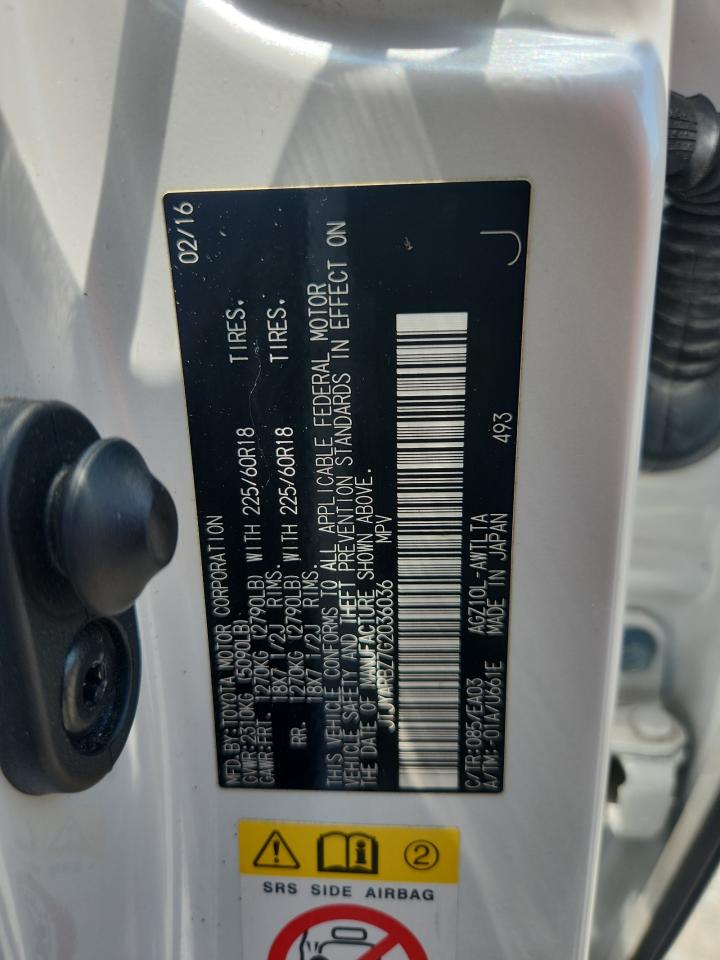 MFD. BY: TOYOTA MOTOR CORPORATION 02/16
GVWR: 2310KG (5090LB)
GAWR: FRT. 1270KG (2790LB) WITH 225/60R18 TIRES.
18X7 1/2J RIMS.
RR. 1270KG (2790LB) WITH 225/60R18 TIRES.
18X7 1/2J RIMS.
THIS VEHICLE CONFORMS TO ALL APPLICABLE FEDERAL MOTOR
VEHICLE SAFETY AND THEFT PREVENTION STANDARDS IN EFFECT ON
THE DATE OF MANUFACTURE SHOWN ABOVE.
JTJYARBZ7G2036036 MPV
C/TR: 085/EA03 AGZ10L-AWTLTA 493
A/TM: -01A/U661E MADE IN JAPAN J
2
SRS SIDE AIRBAG